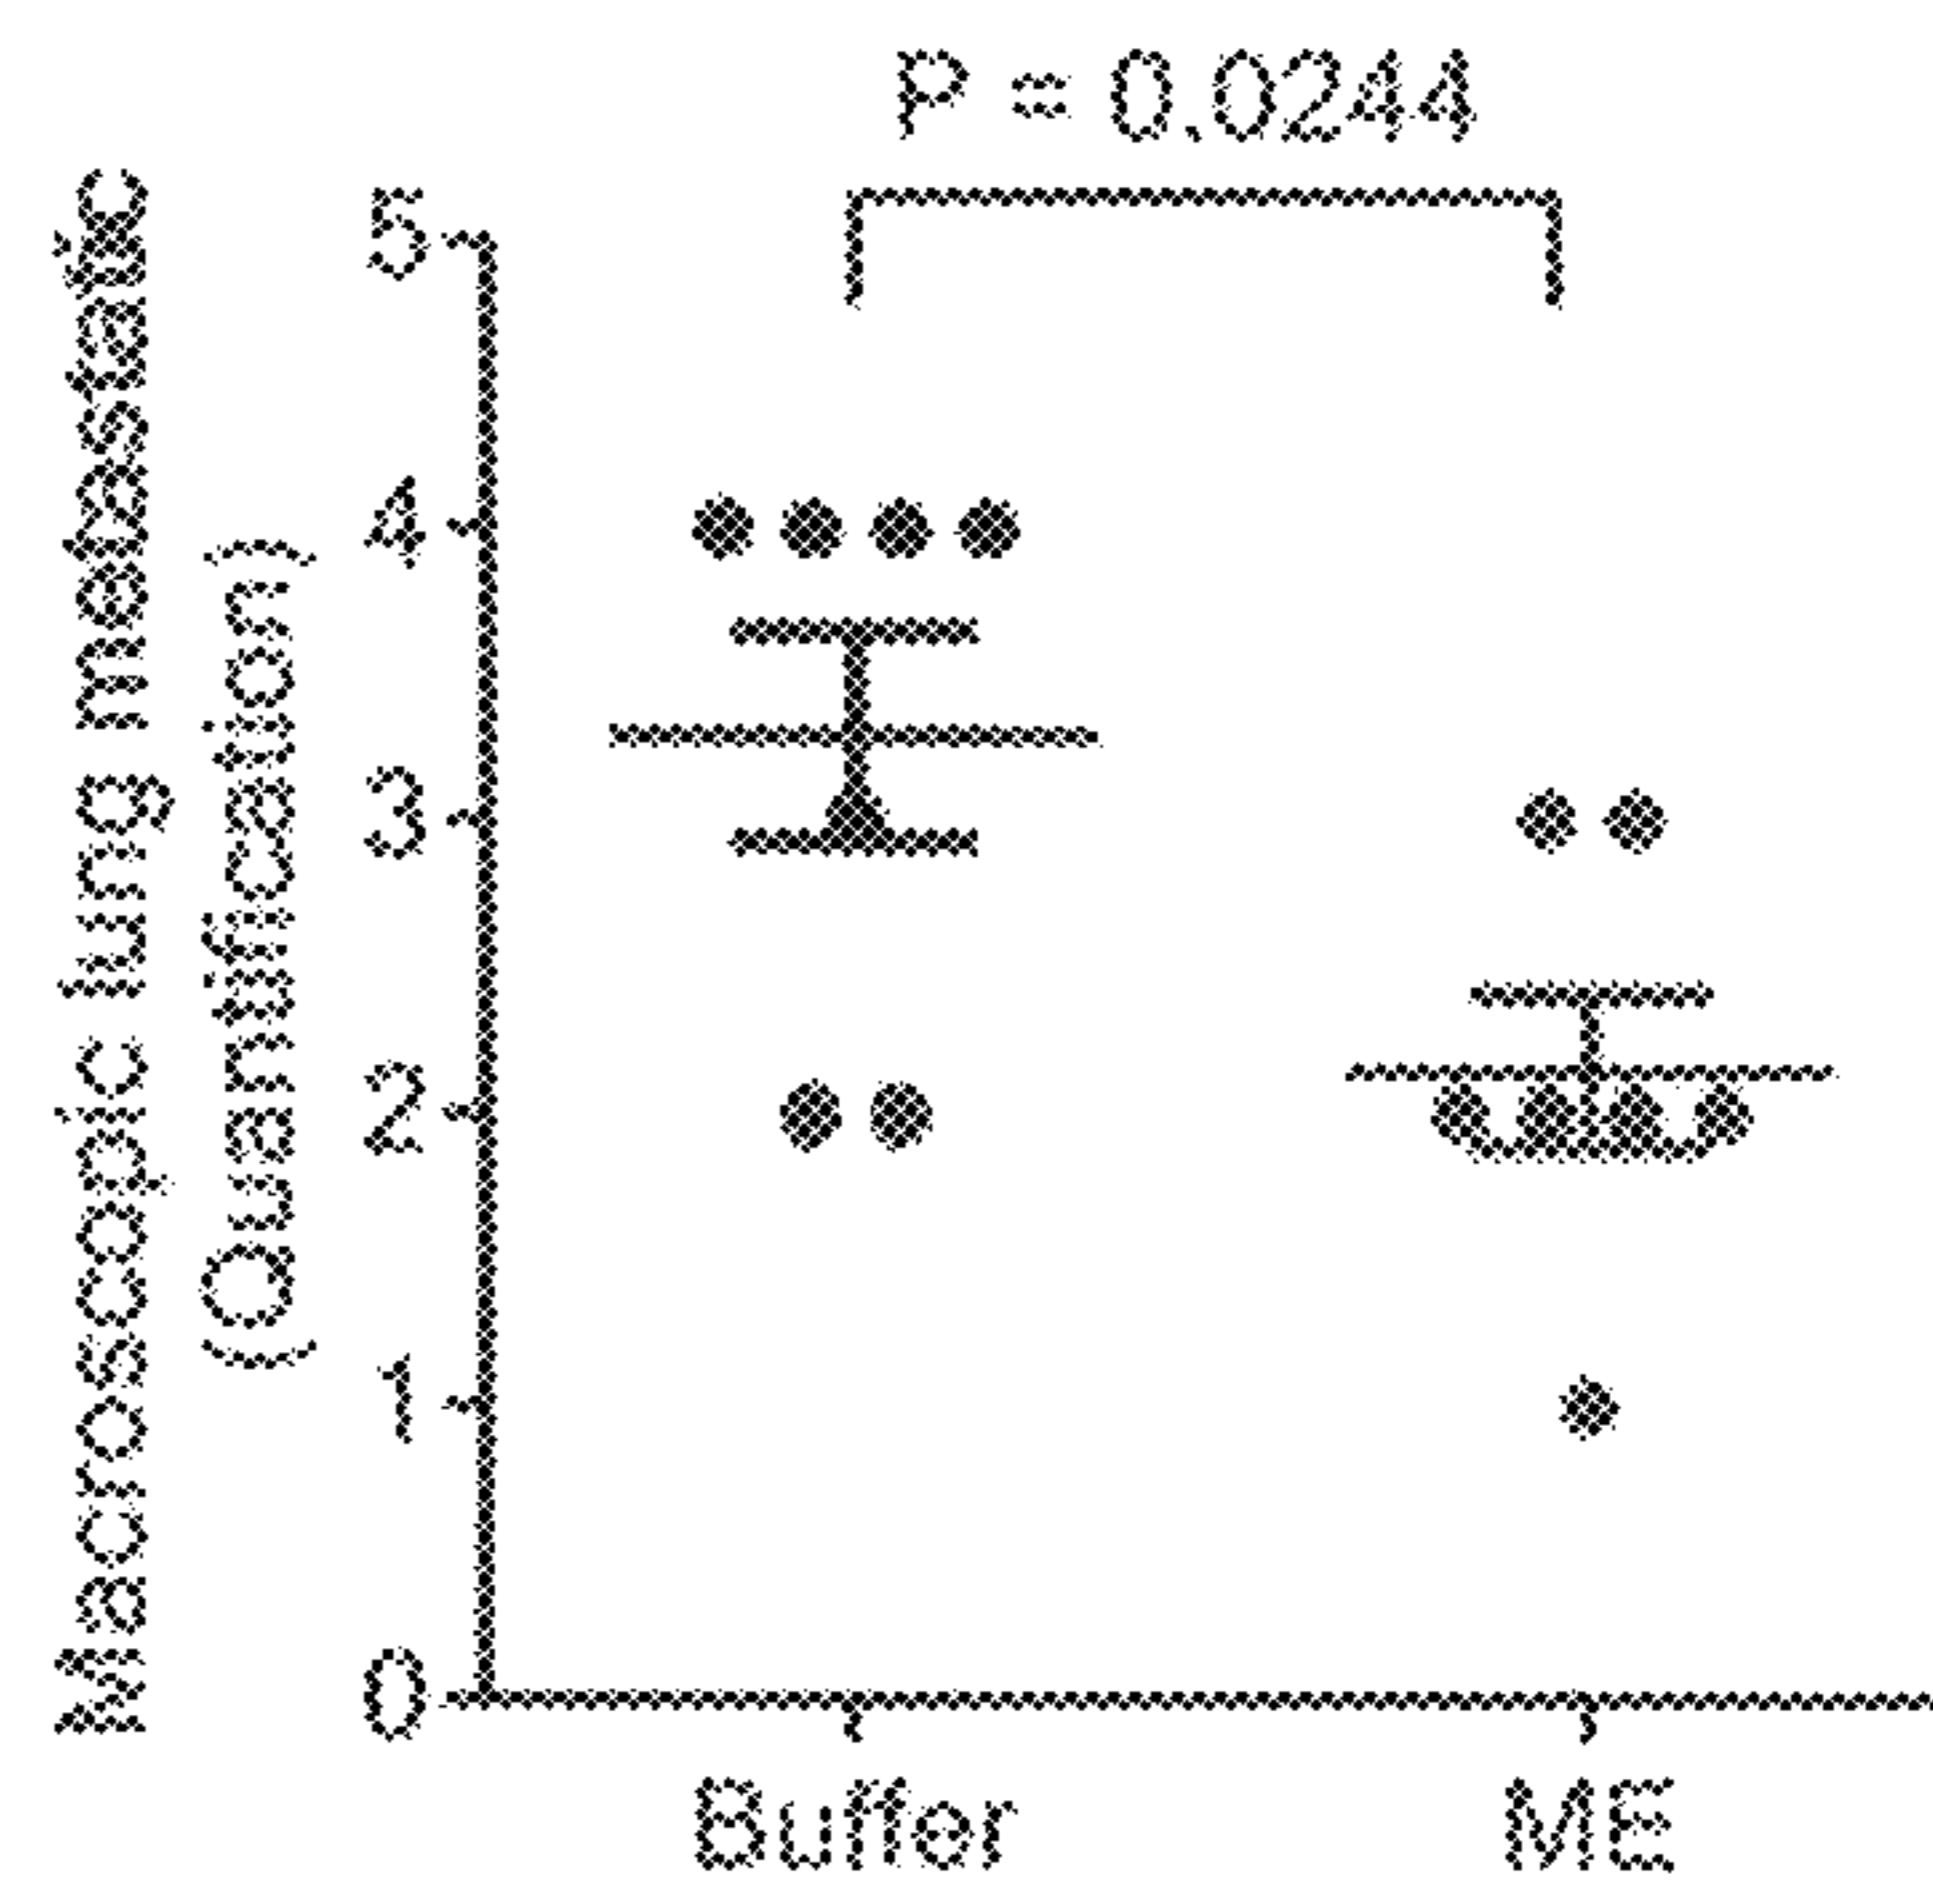 P = 0.0244
Macroscopic lung metastatic
(Quantification)
5
4
3
2
1
0
Buffer
ME